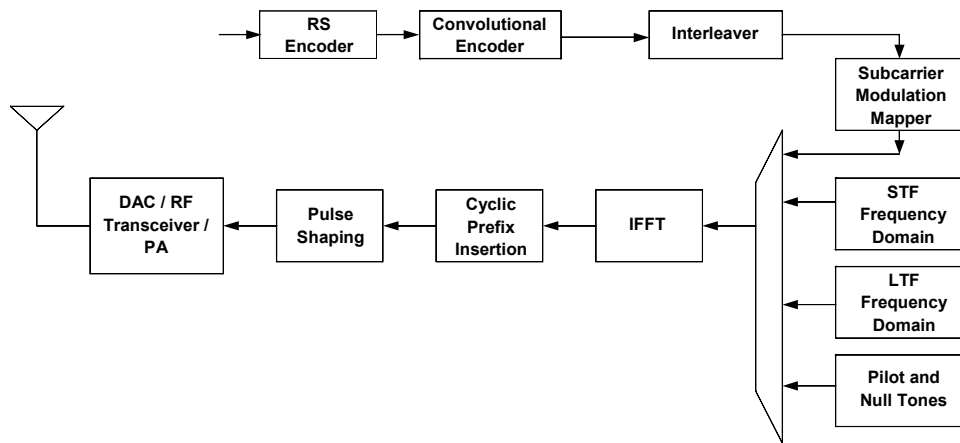 RS
Encoder
Convolutional
Encoder
Interleaver
Subcarrier
Modulation
Mapper
STF
Frequency
Domain
LTF
Frequency
Domain
Pilot and
Null Tones
IFFT
Cyclic
Prefix
Insertion
Pulse
Shaping
DAC / RF
Transceiver /
PA